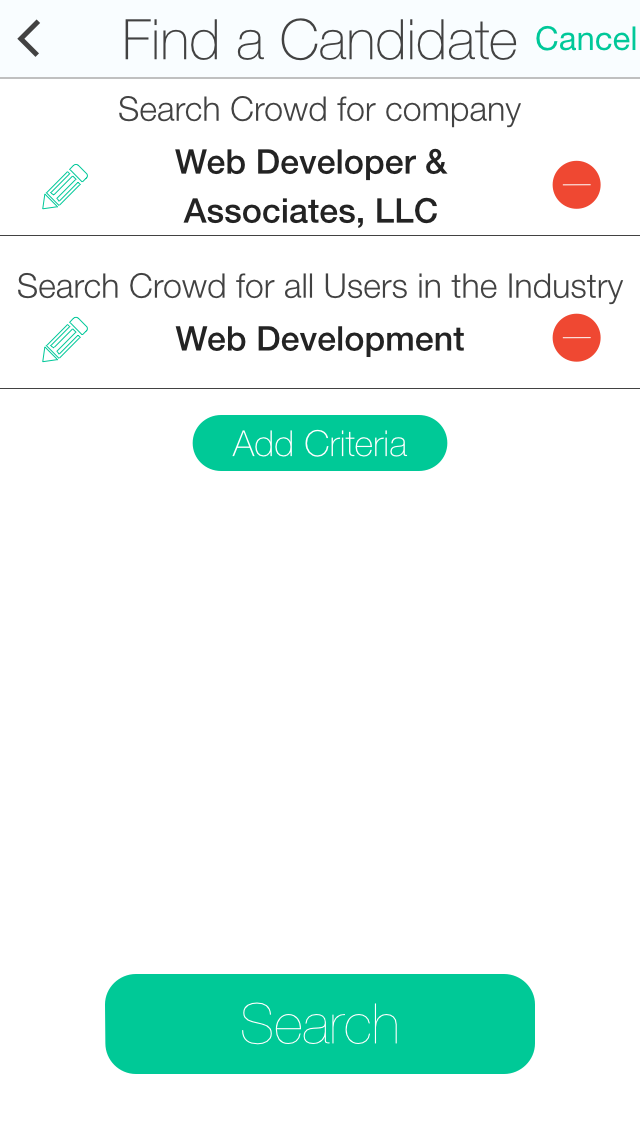 Find a Candidate Cancel
Search Crowd for company
Web Developer &
Associates, LLC
Search Crowd for all Users in the Industry
Web Development
Add Criteria
Search